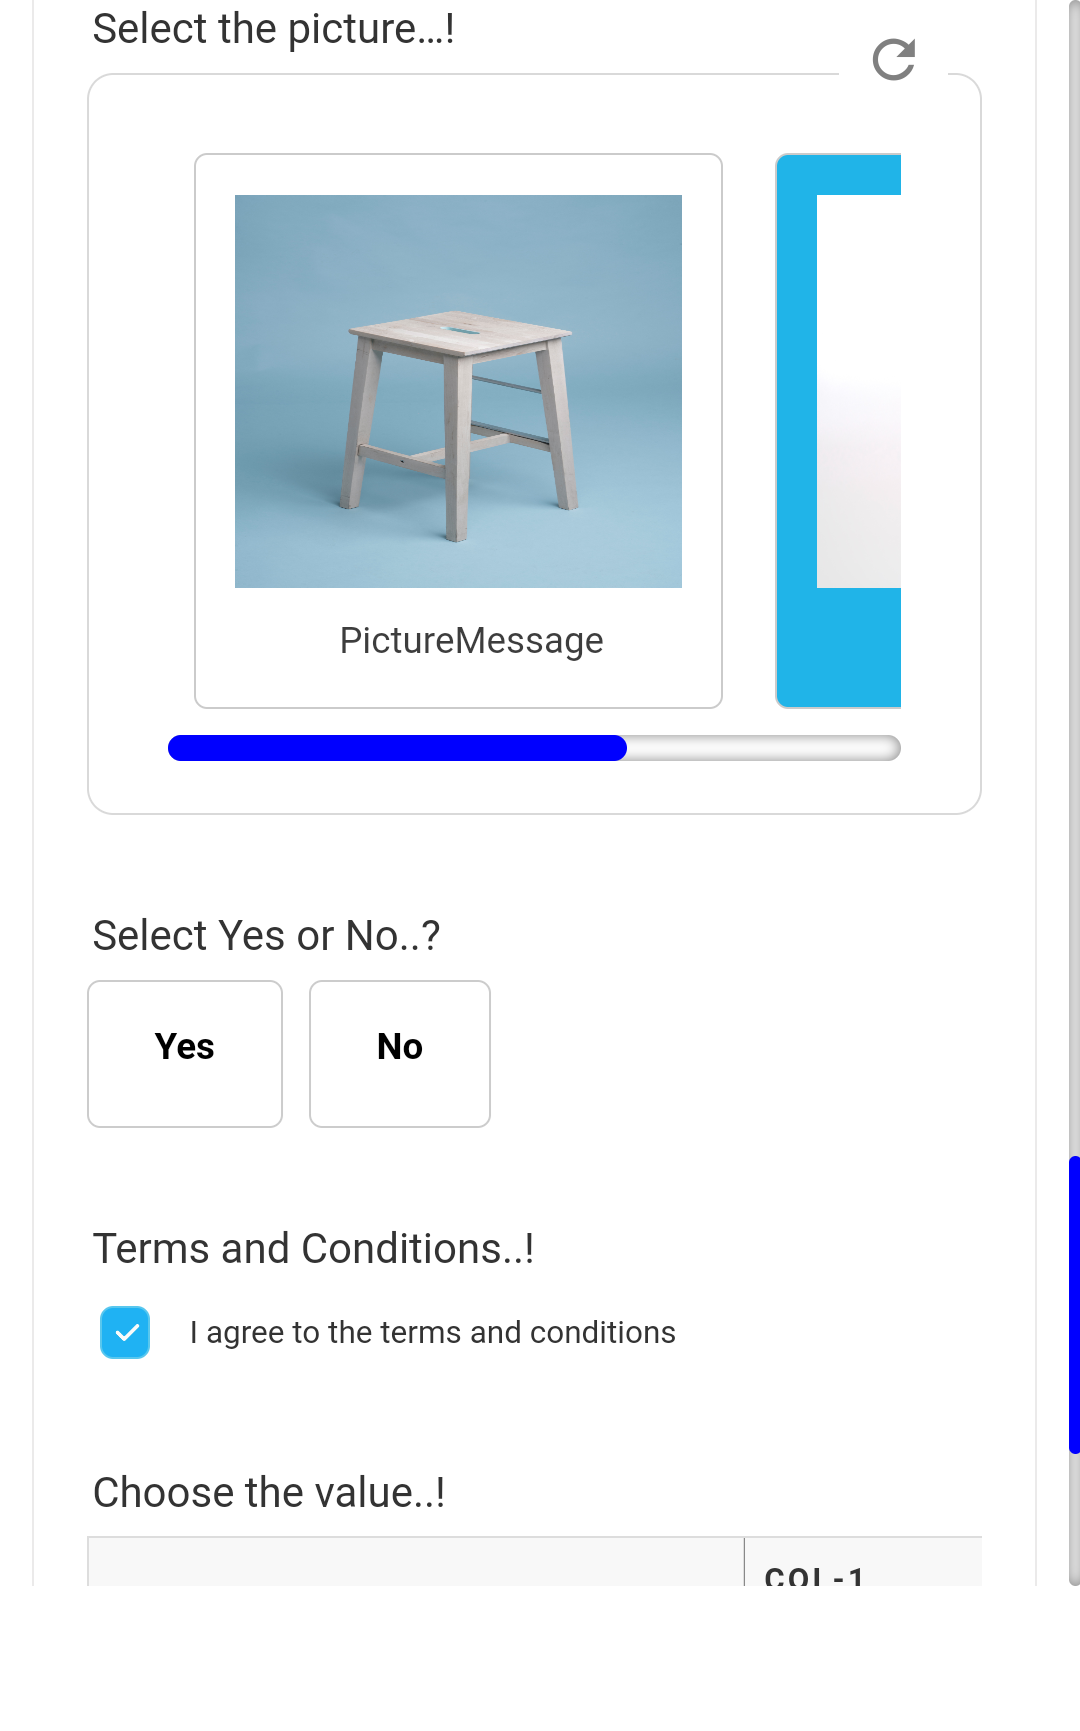 Select the picture...!
PictureMessage
Select Yes or No..?
Yes No
Terms and Conditions..!
I agree to the terms and conditions
Choose the value..!
COL-1